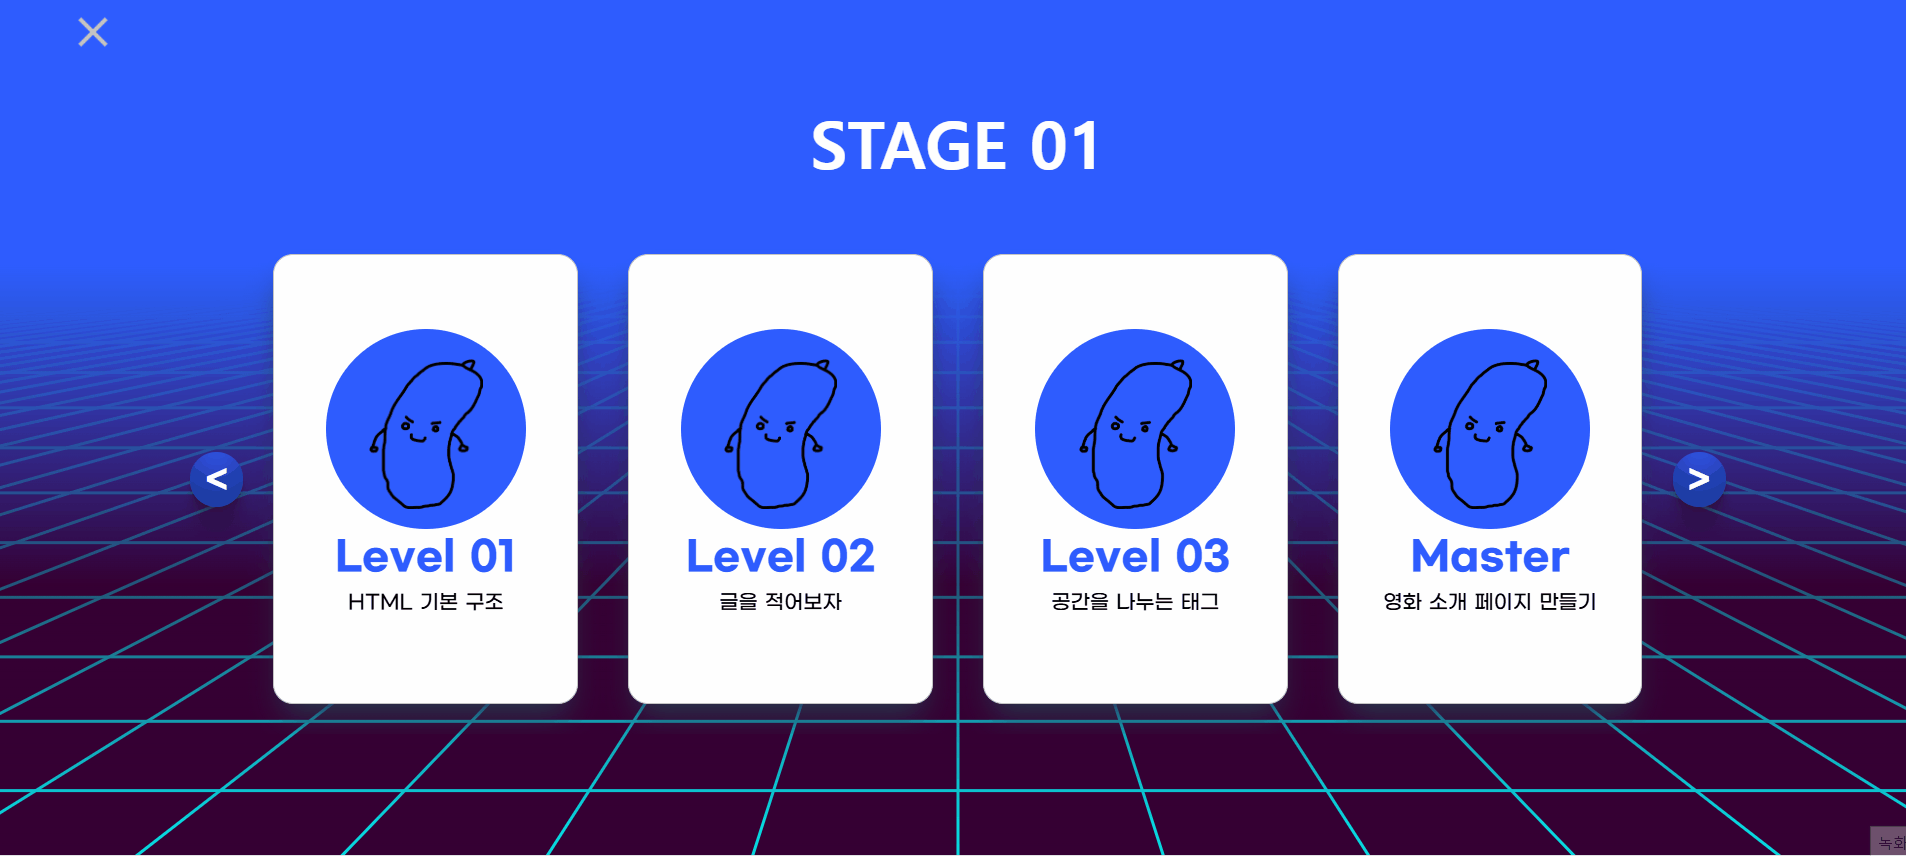 STAGE 01
<
Level 01
HTML 기본 구조
Level 02
글을 적어보자
Level 03
공간을 나누는 태그
Master
영화 소개 페이지 만들기
>
녹화